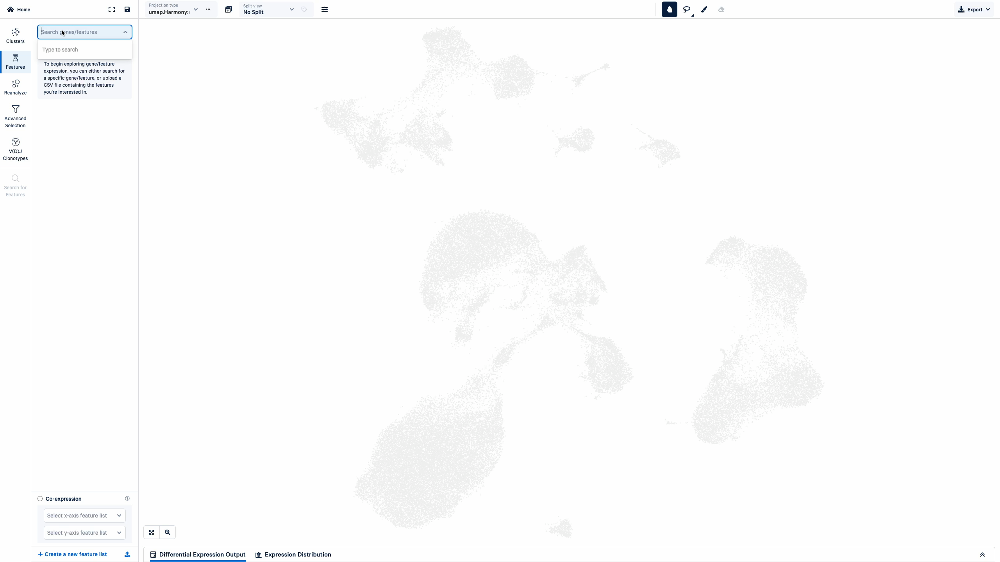 Home
Projection type
umap.Harmony:
Split view
No Split
Export
Clusters
Features
Reanalyze
Advanced
Selection
V(D)J
Clonotypes
Search for
Features
Search genes/features
Type to search
To begin exploring gene/feature
expression, you can either search for
a specific gene/feature, or upload a
CSV file containing the features
you're interested in.
Co-expression
Select x-axis feature list
Select y-axis feature list
+ Create a new feature list
Differential Expression Output
Expression Distribution